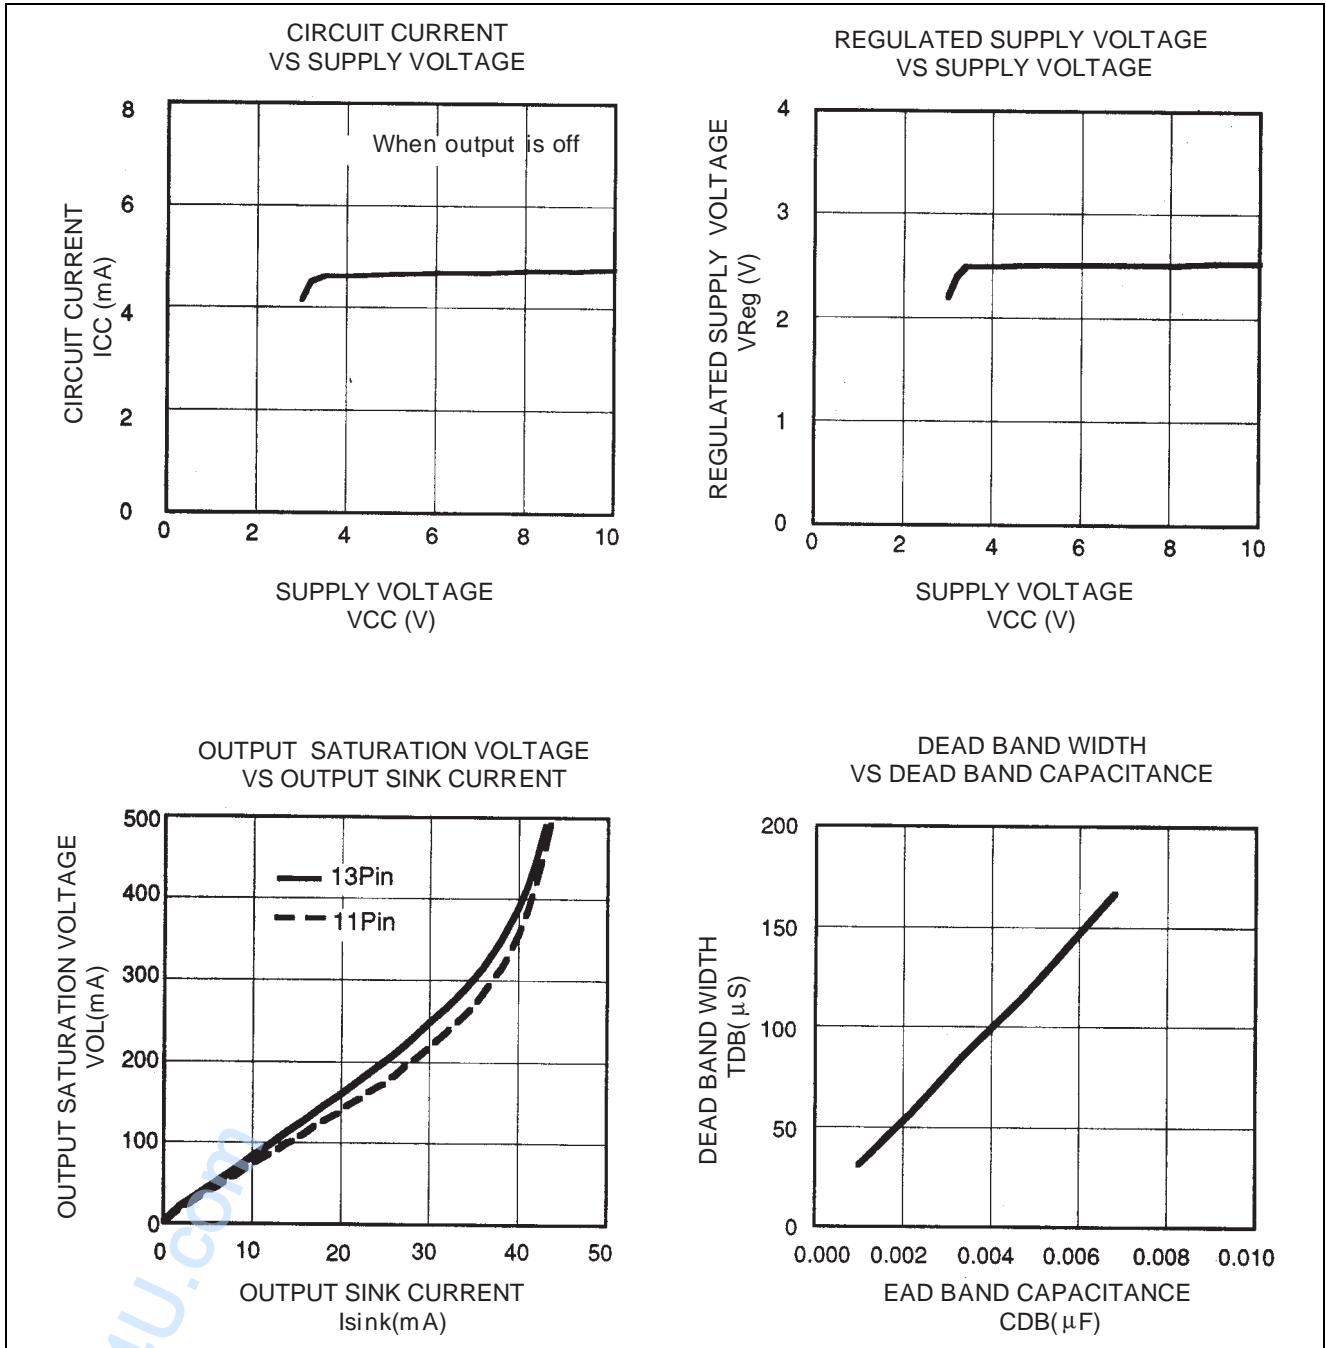 CIRCUIT CURRENT
VS SUPPLY VOLTAGE
8
6
4
2
0
When output is off
CIRCUIT CURRENT
ICC (mA)
0 2 4 6 8 10
SUPPLY VOLTAGE
VCC (V)
REGULATED SUPPLY VOLTAGE
VS SUPPLY VOLTAGE
4
3
2
1
0
REGULATED SUPPLY VOLTAGE
VReg (V)
0 2 4 6 8 10
SUPPLY VOLTAGE
VCC (V)
OUTPUT SATURATION VOLTAGE
VS OUTPUT SINK CURRENT
500
400
300
200
100
0
13Pin
11Pin
OUTPUT SATURATION VOLTAGE
VOL(mA)
0 10 20 30 40 50
OUTPUT SINK CURRENT
Isink(mA)
DEAD BAND WIDTH
VS DEAD BAND CAPACITANCE
200
150
100
50
0
DEAD BAND WIDTH
TDB(μS)
0.000 0.002 0.004 0.006 0.008 0.010
EAD BAND CAPACITANCE
CDB(μF)
4U.com